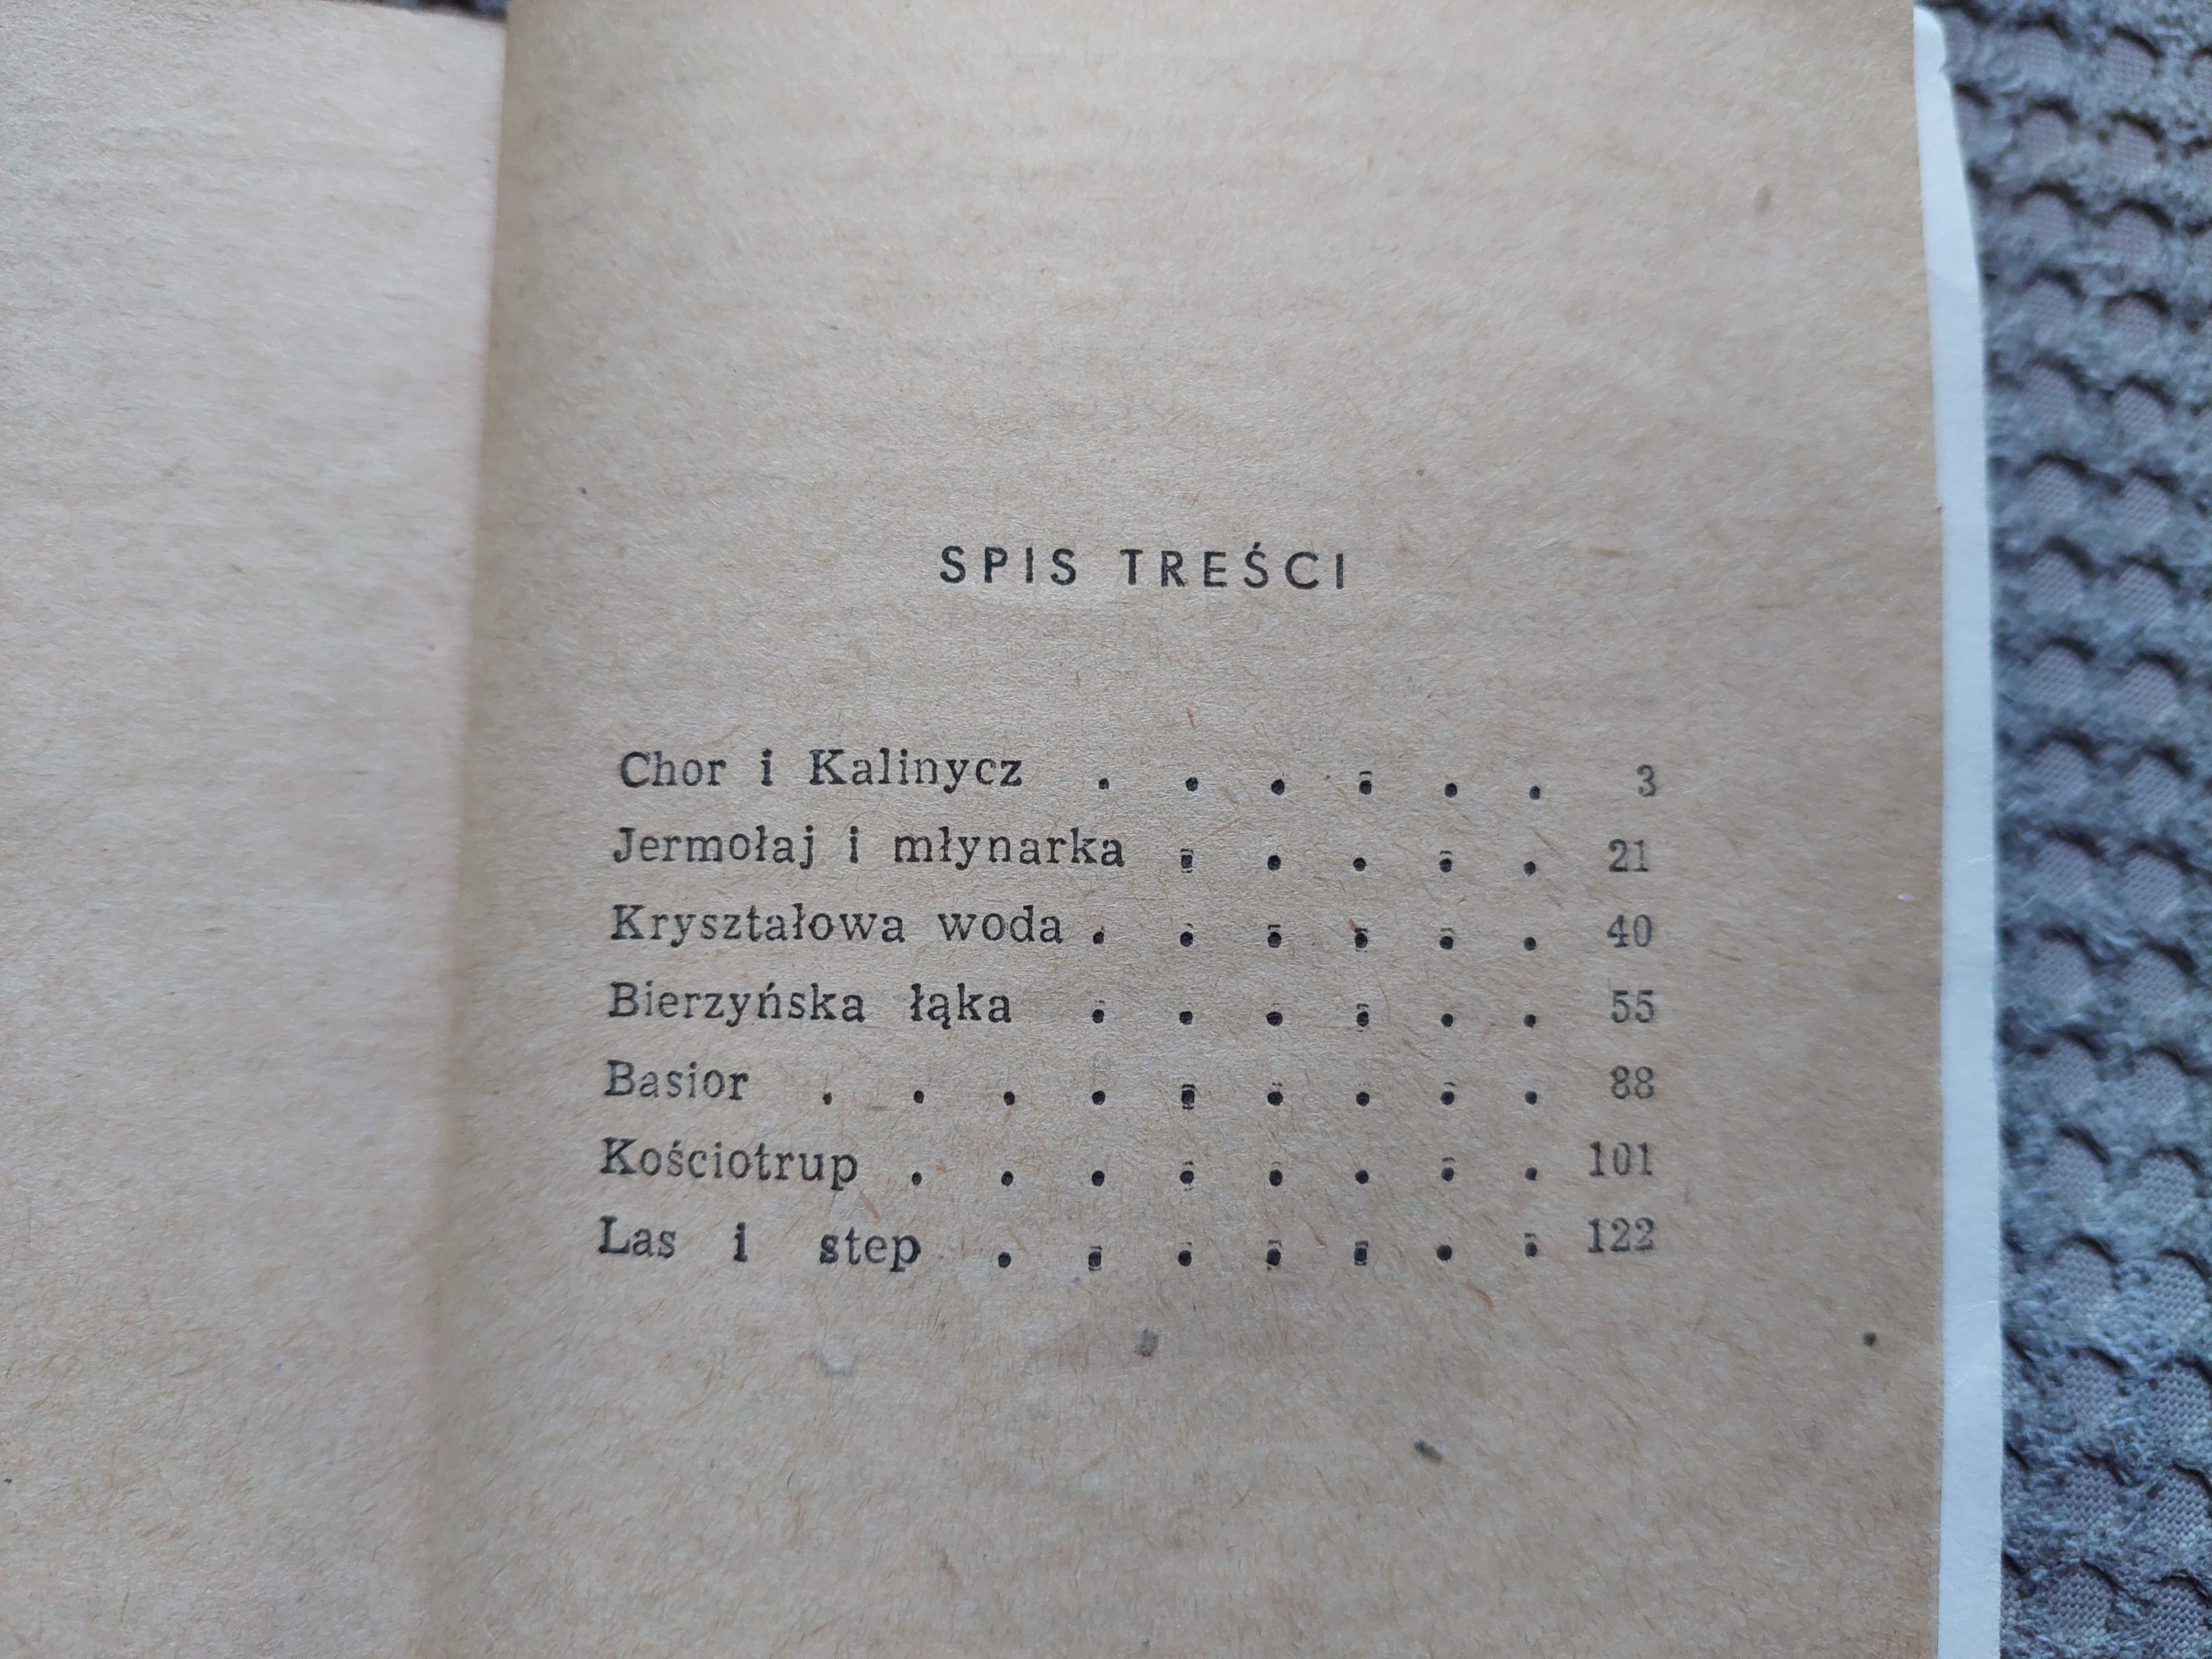 SPIS TREŚCI
Chor i Kalinycz . . . . . . 3
Jermołaj i młynarka . . . . . 21
Kryształowa woda . . . . . . 40
Bierzyńska łąka . . . . . . 55
Basior . . . . . . . . . 88
Kościotrup . . . . . . . . 101
Las i step . . . . . . . 122